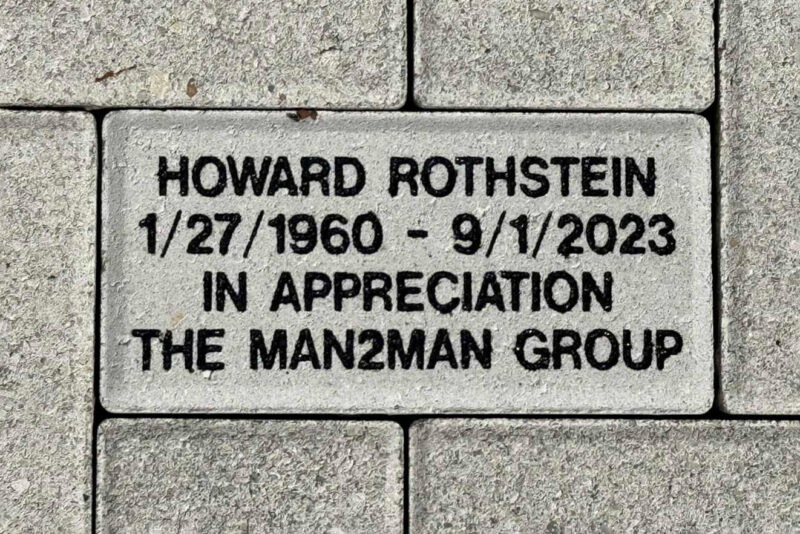 HOWARD ROTHSTEIN
1/27/1960 - 9/1/2023
IN APPRECIATION
THE MAN2MAN GROUP